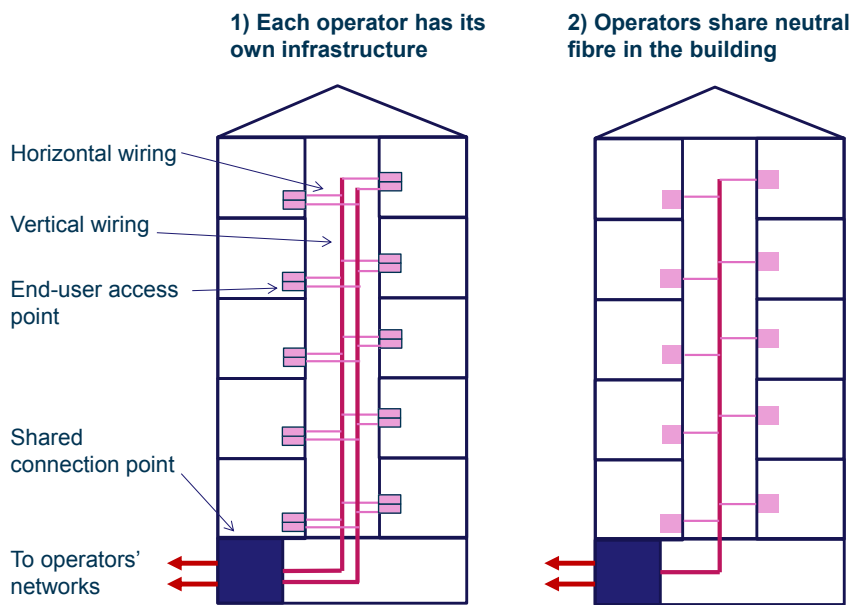 1) Each operator has its
own infrastructure
2) Operators share neutral
fibre in the building
Horizontal wiring
Vertical wiring
End-user access
point
Shared
connection point
To operators’
networks